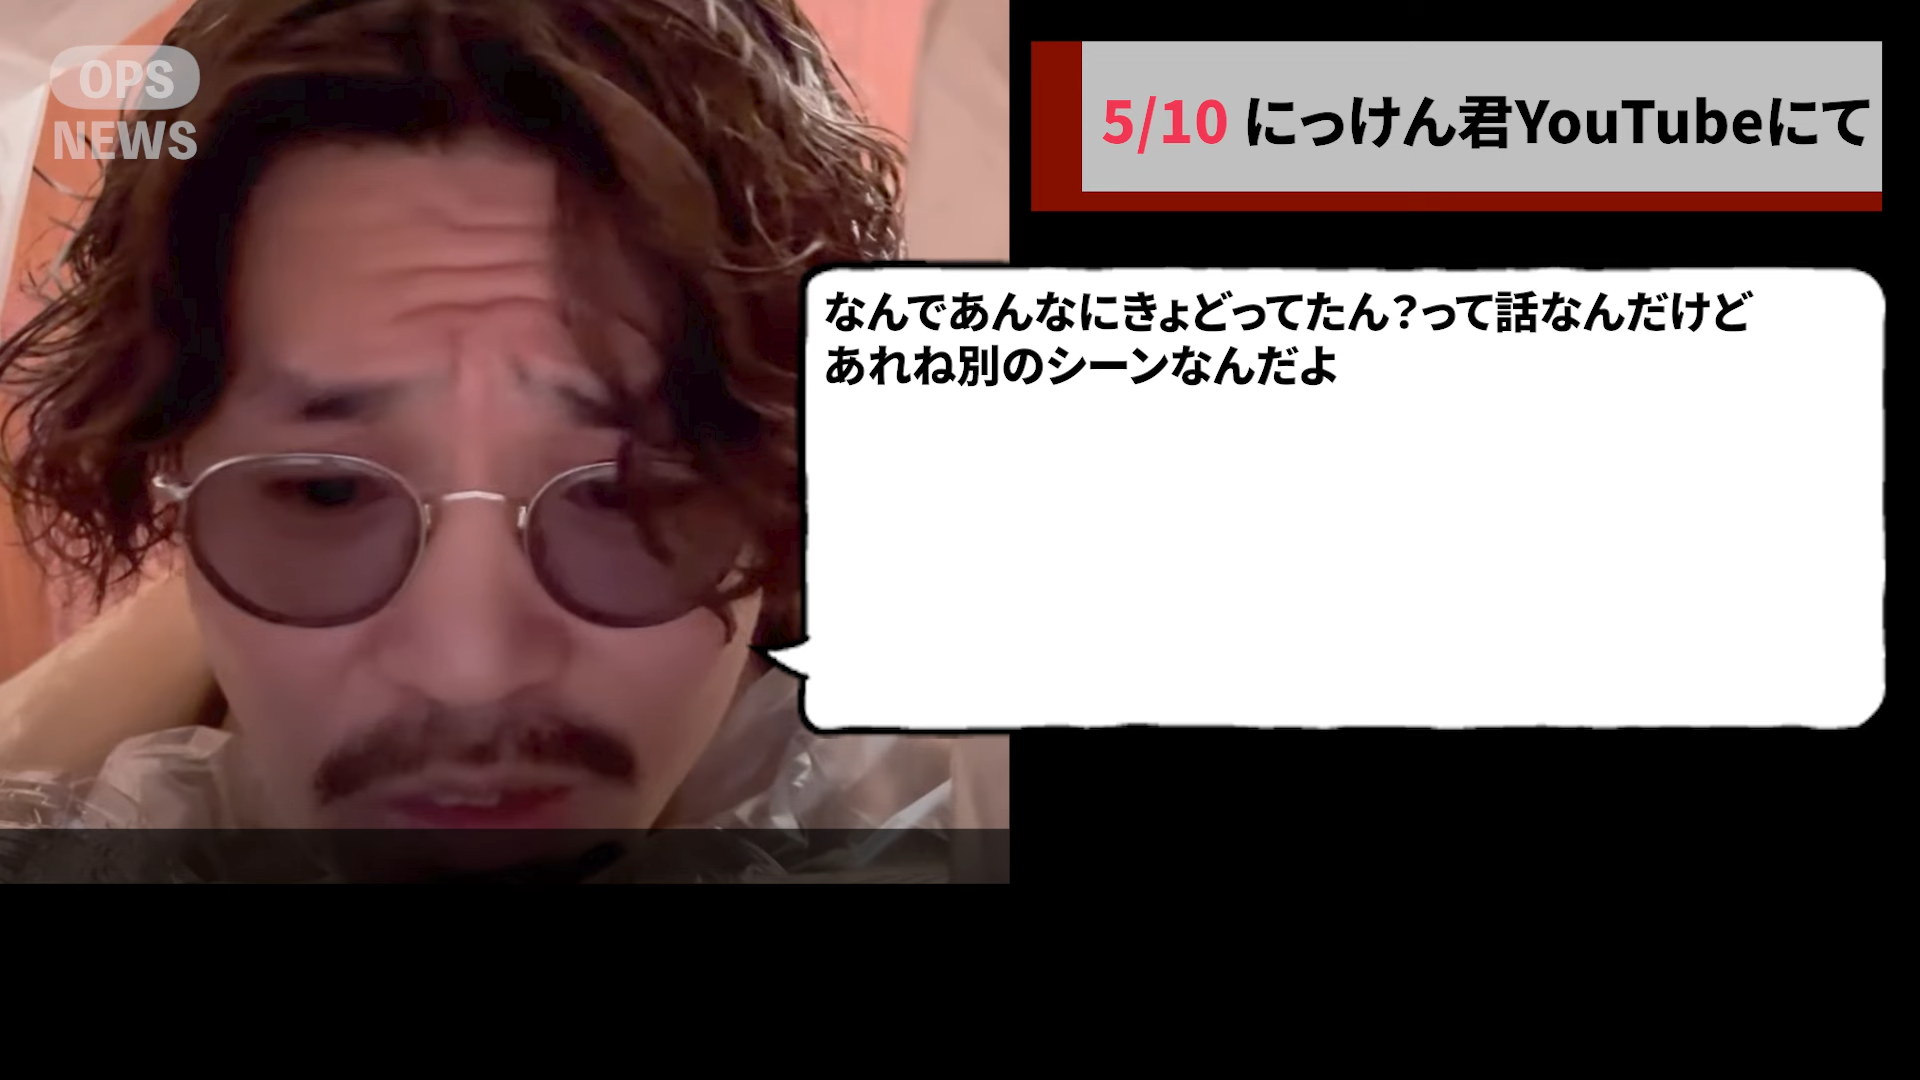 OPS
NEWS
5/10 にっけん君YouTubeにて
なんであんなにきょどってたん？って話なんだけど
あれね別のシーンなんだよ